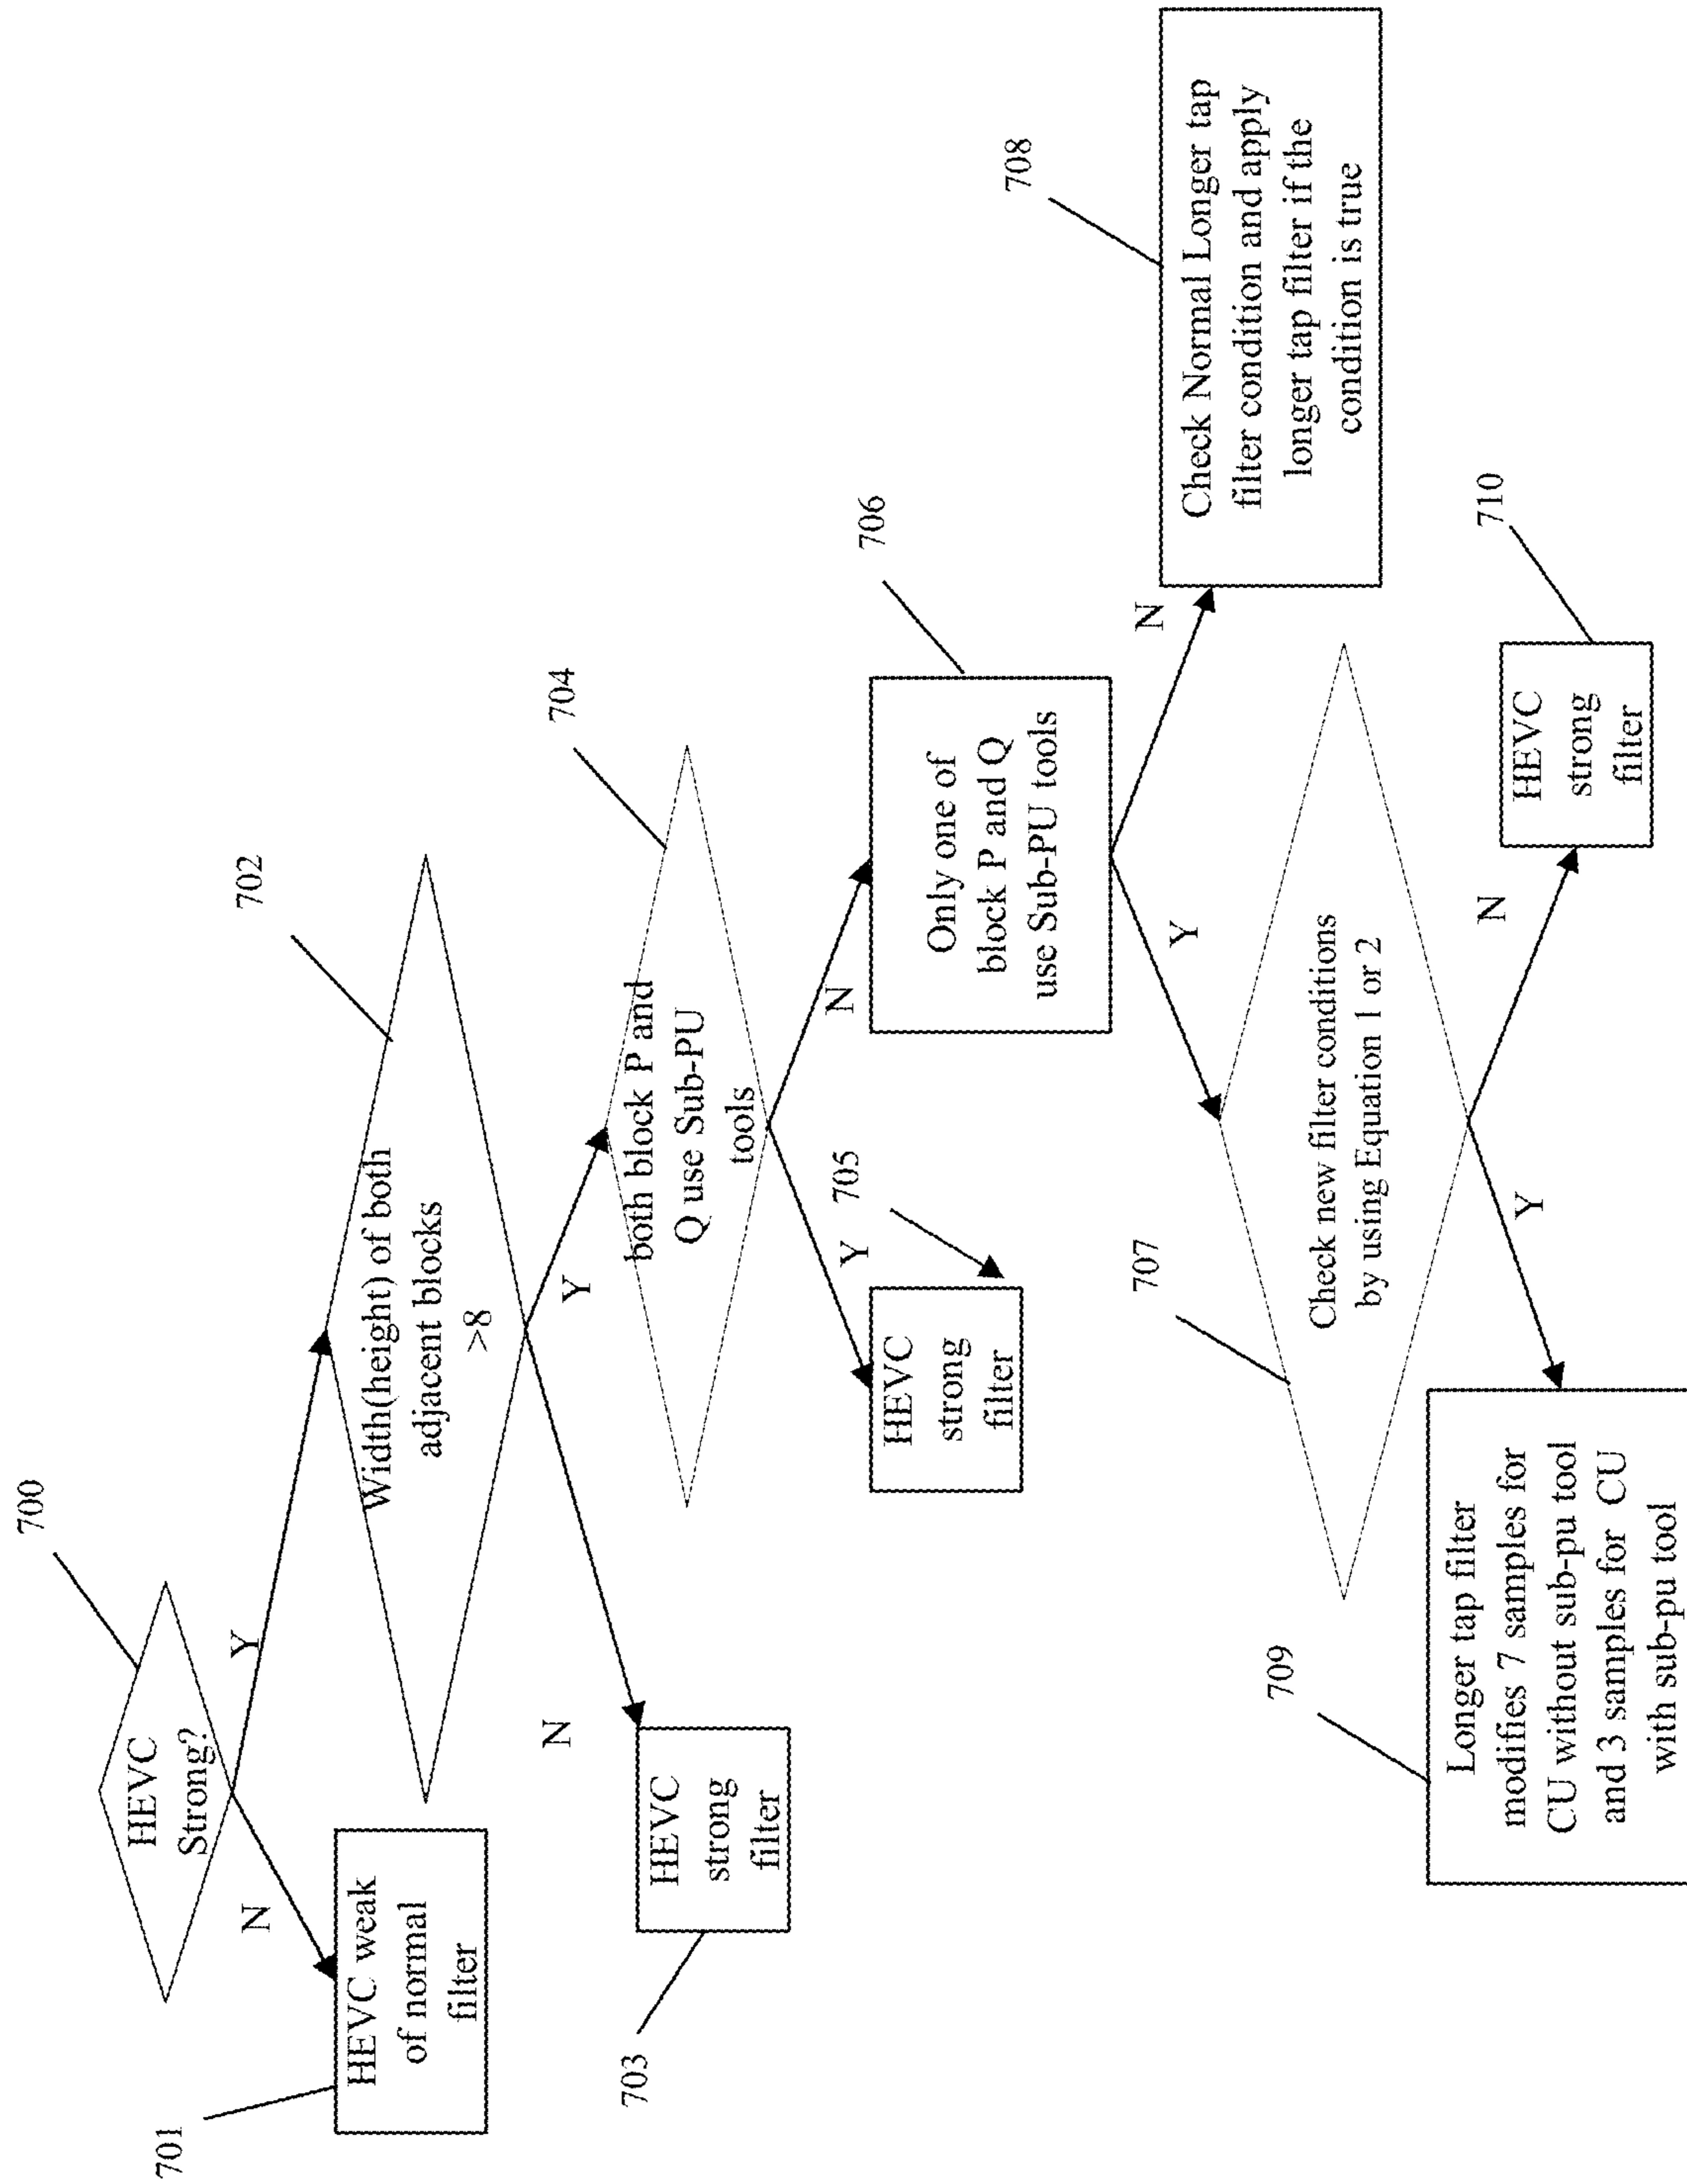 700
HEVC
Strong?
Y
N
701
HEVC weak
of normal
filter
702
Width(height) of both
adjacent blocks
>8
N
Y
703
HEVC
strong
filter
704
both block P and
Q use Sub-PU
tools
Y
N
705
HEVC
strong
filter
706
Only one of
block P and Q
use Sub-PU tools
Y
N
707
Check new filter conditions
by using Equation 1 or 2
708
Check Normal Longer tap
filter condition and apply
longer tap filter if the
condition is true
Y
N
709
Longer tap filter
modifies 7 samples for
CU without sub-pu tool
and 3 samples for CU
with sub-pu tool
710
HEVC
strong
filter